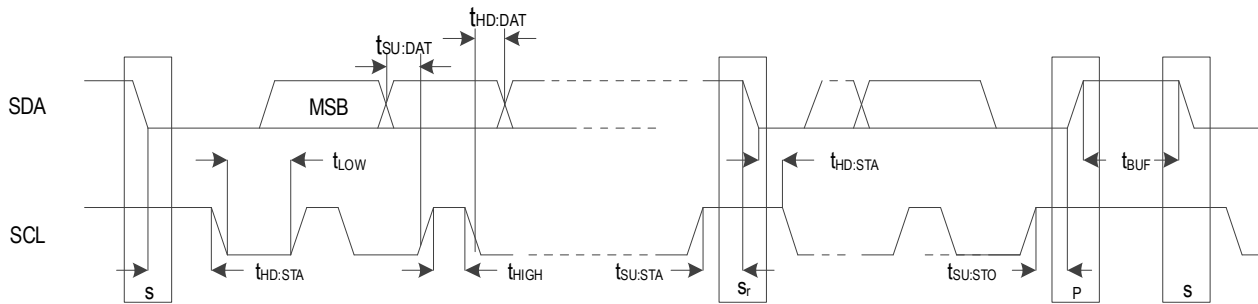 tHD:DAT
tSU:DAT
SDA
MSB
tLOW
tHD:STA
tBUF
SCL
tHD:STA
tHIGH
tSU:STA
tSU:STO
S
Sr
P
S